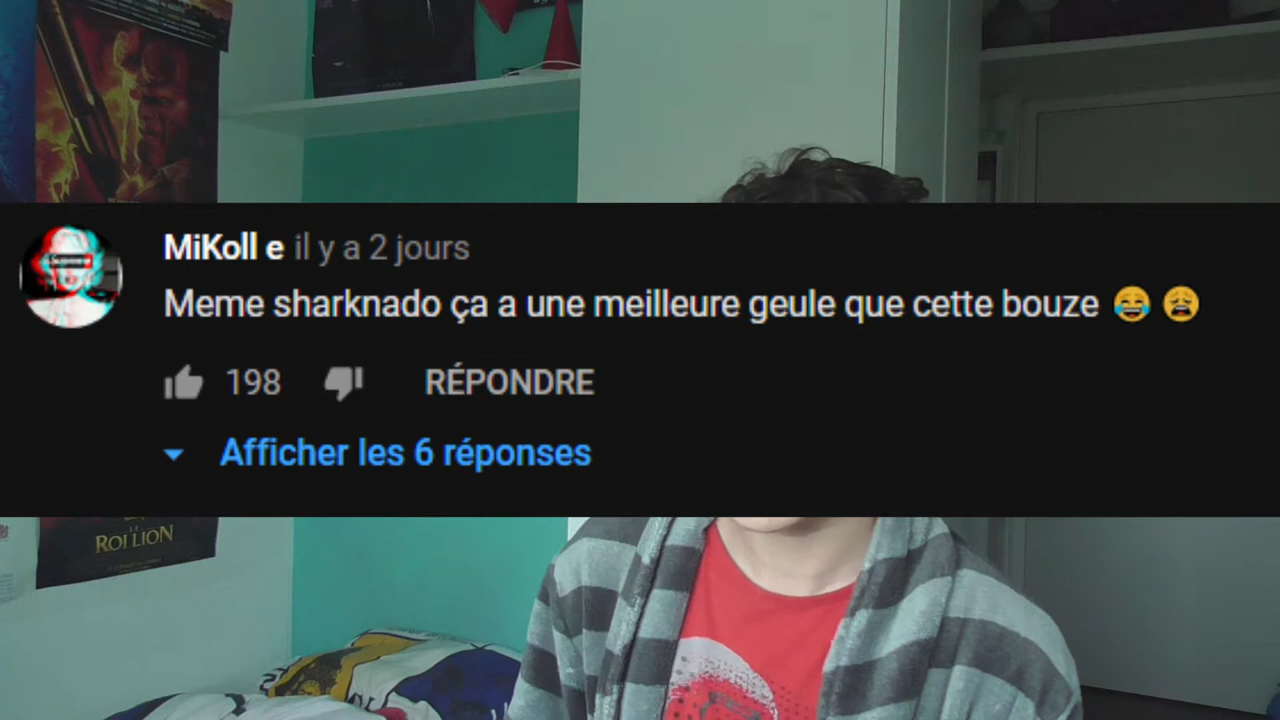 MiKoll e il y a 2 jours
Meme sharknado ça a une meilleure geule que cette bouze 😂 😩
198 RÉPONDRE
Afficher les 6 réponses
LE
ROI LION